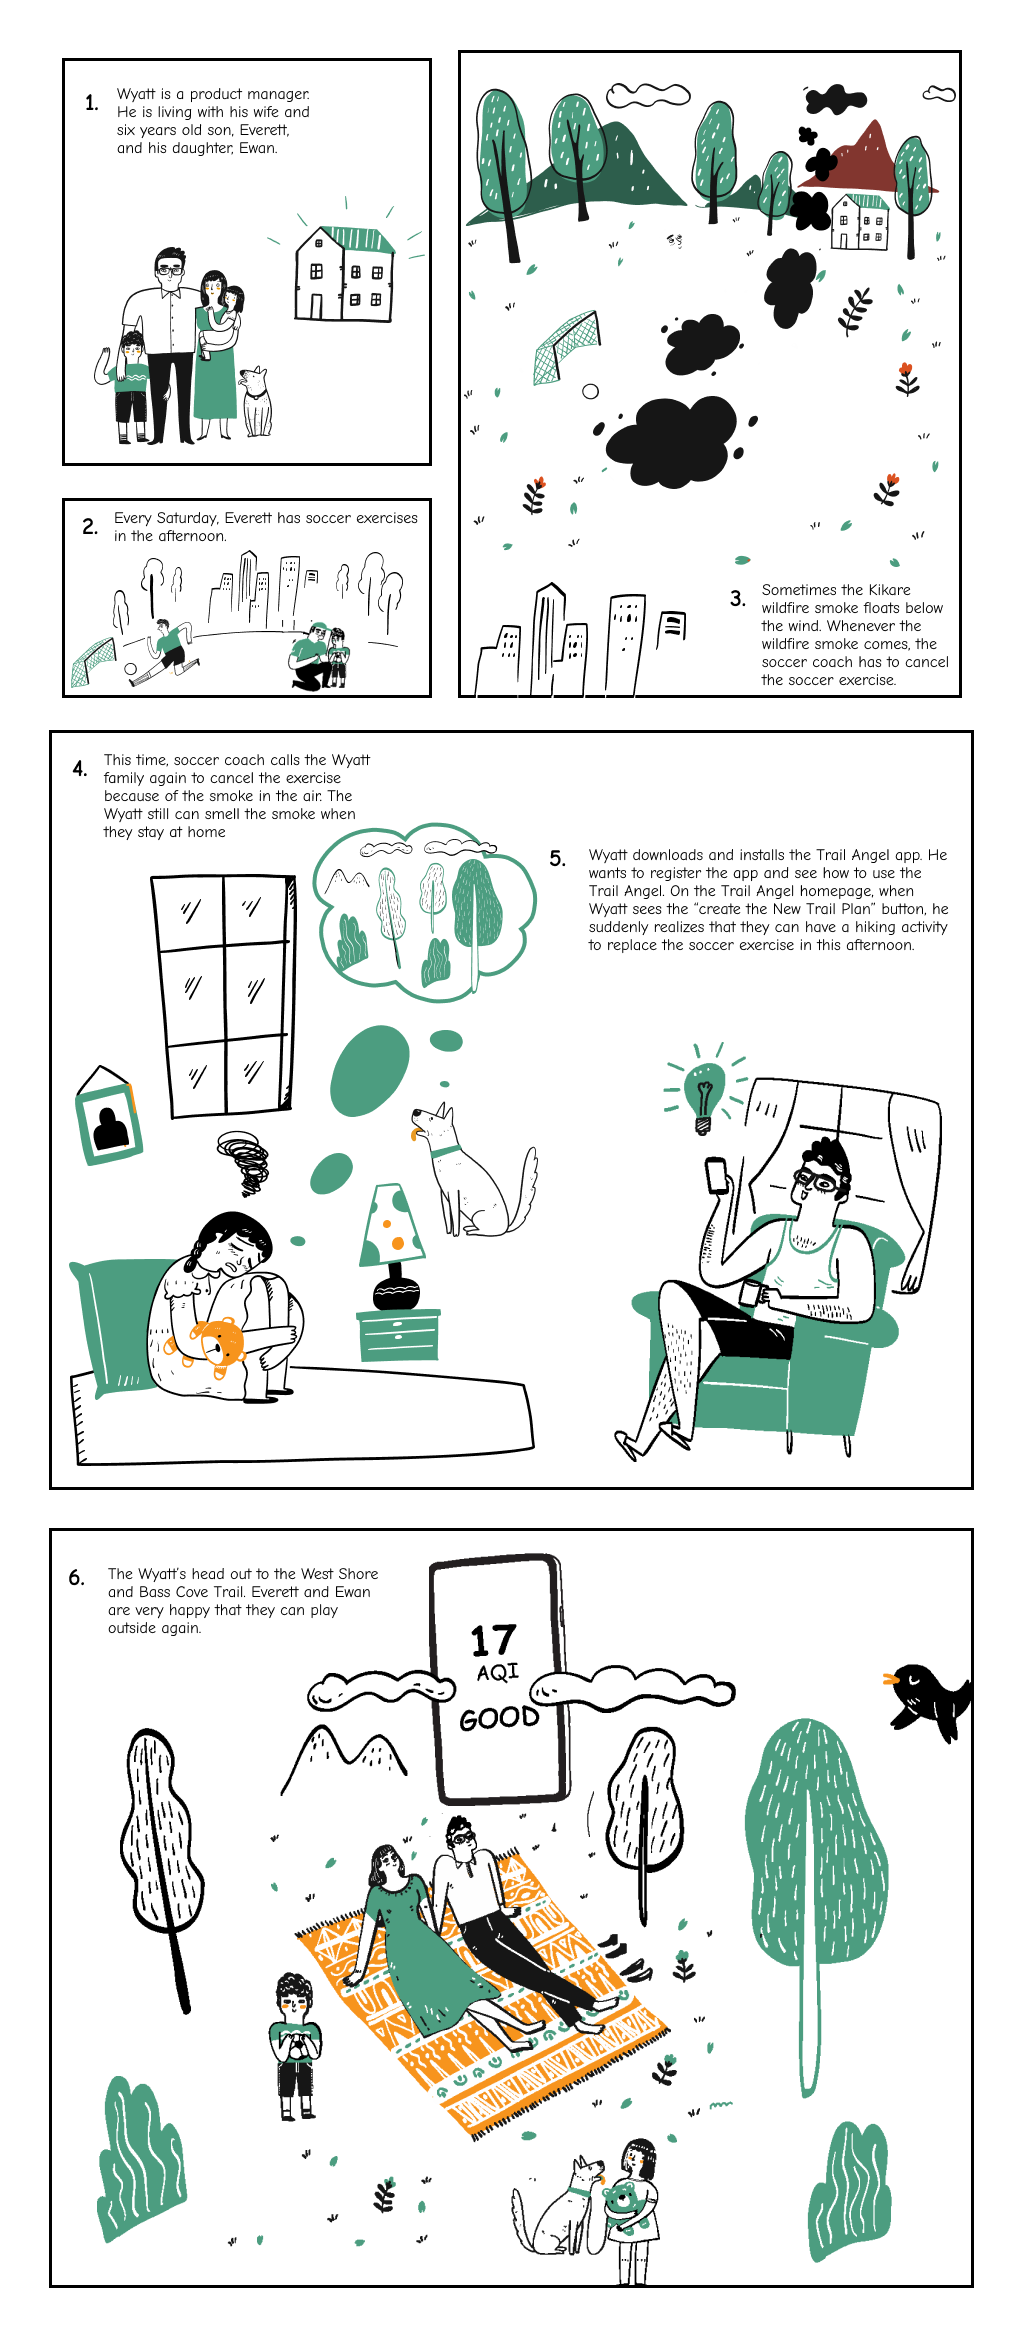 1.
Wyatt is a product manager.
He is living with his wife and
six years old son, Everett,
and his daughter, Ewan.
2.
Every Saturday, Everett has soccer exercises
in the afternoon.
3.
Sometimes the Kikare
wildfire smoke floats below
the wind. Whenever the
wildfire smoke comes, the
soccer coach has to cancel
the soccer exercise.
4.
This time, soccer coach calls the Wyatt
family again to cancel the exercise
because of the smoke in the air. The
Wyatt still can smell the smoke when
they stay at home
5.
Wyatt downloads and installs the Trail Angel app. He
wants to register the app and see how to use the
Trail Angel. On the Trail Angel homepage, when
Wyatt sees the “create the New Trail Plan” button, he
suddenly realizes that they can have a hiking activity
to replace the soccer exercise in this afternoon.
6.
The Wyatt’s head out to the West Shore
and Bass Cove Trail. Everett and Ewan
are very happy that they can play
outside again.
17
AQI
GOOD